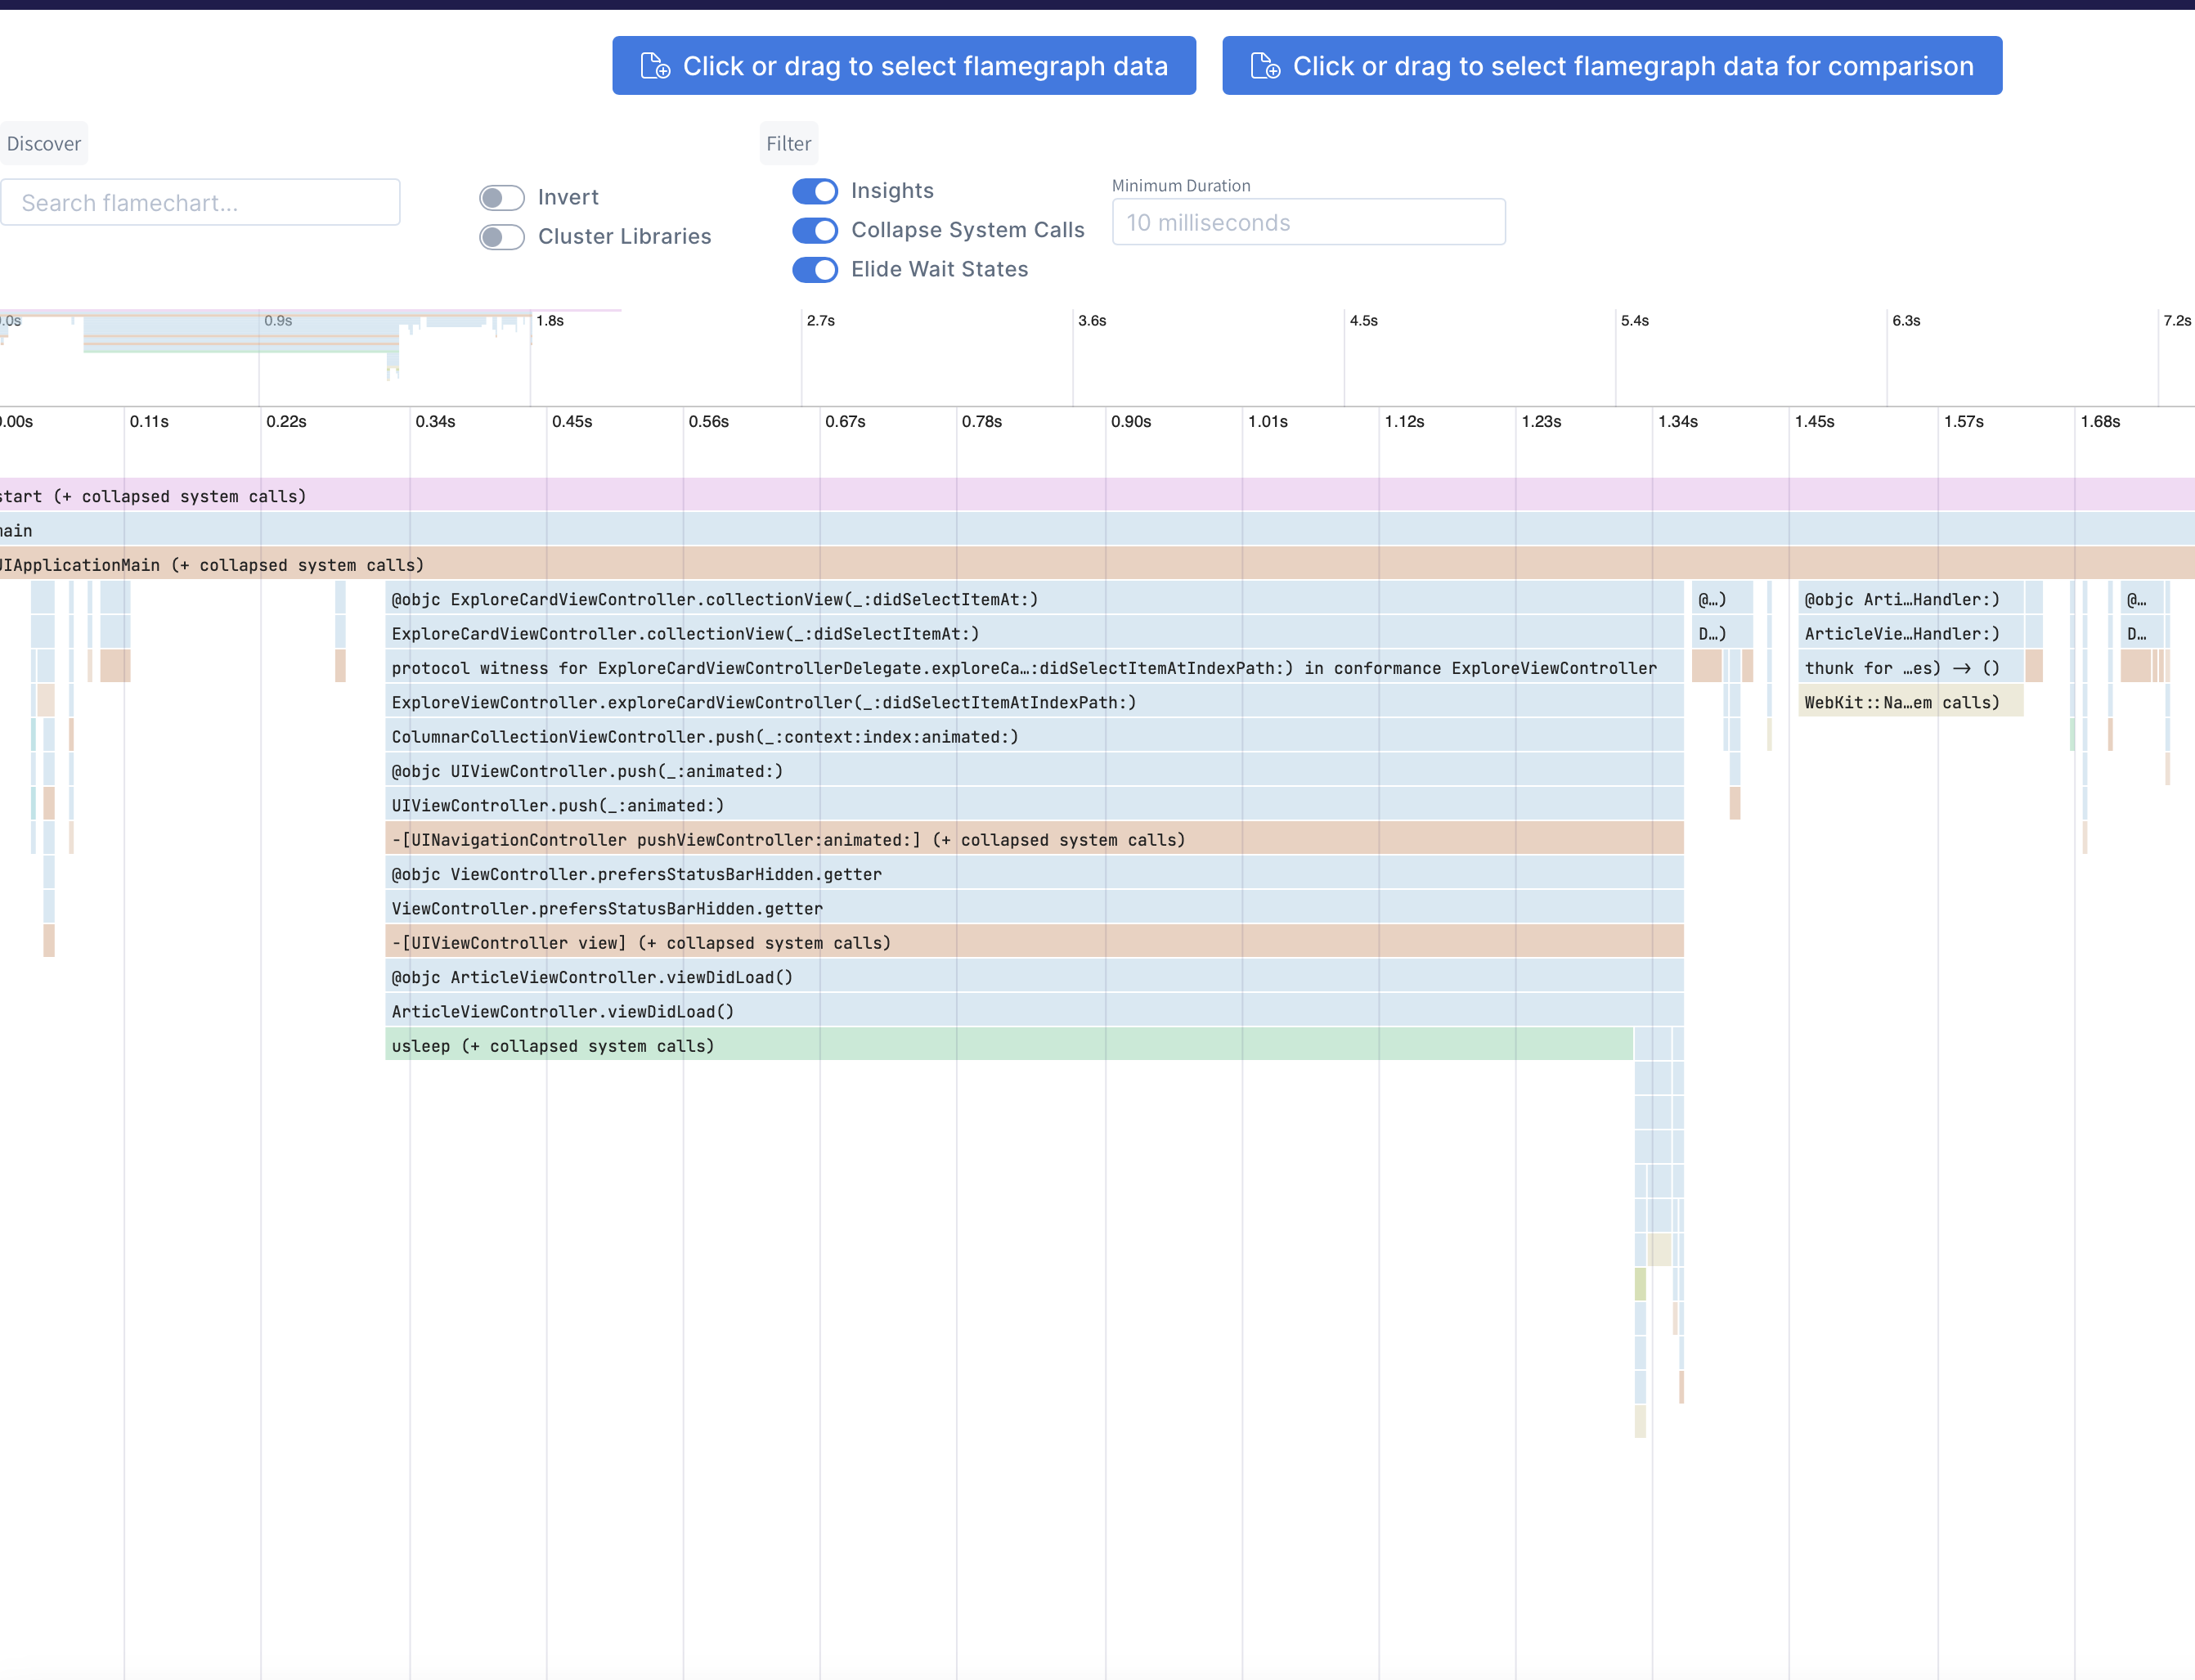 Click or drag to select flamegraph data
Click or drag to select flamegraph data for comparison
Discover
Filter
Search flamechart...
Invert
Cluster Libraries
Insights
Collapse System Calls
Elide Wait States
Minimum Duration
10 milliseconds
.0s 0.9s 1.8s 2.7s 3.6s 4.5s 5.4s 6.3s 7.2s
.00s 0.11s 0.22s 0.34s 0.45s 0.56s 0.67s 0.78s 0.90s 1.01s 1.12s 1.23s 1.34s 1.45s 1.57s 1.68s
start (+ collapsed system calls)
main
UIApplicationMain (+ collapsed system calls)
@objc ExploreCardViewController.collectionView(_:didSelectItemAt:) @…) @objc Arti…Handler:) @…
ExploreCardViewController.collectionView(_:didSelectItemAt:) D…) ArticleVie…Handler:) D…
protocol witness for ExploreCardViewControllerDelegate.exploreCa…:didSelectItemAtIndexPath:) in conformance ExploreViewController thunk for …es) -> ()
ExploreViewController.exploreCardViewController(_:didSelectItemAtIndexPath:) WebKit::Na…em calls)
ColumnarCollectionViewController.push(_:context:index:animated:)
@objc UIViewController.push(_:animated:)
UIViewController.push(_:animated:)
-[UINavigationController pushViewController:animated:] (+ collapsed system calls)
@objc ViewController.prefersStatusBarHidden.getter
ViewController.prefersStatusBarHidden.getter
-[UIViewController view] (+ collapsed system calls)
@objc ArticleViewController.viewDidLoad()
ArticleViewController.viewDidLoad()
usleep (+ collapsed system calls)